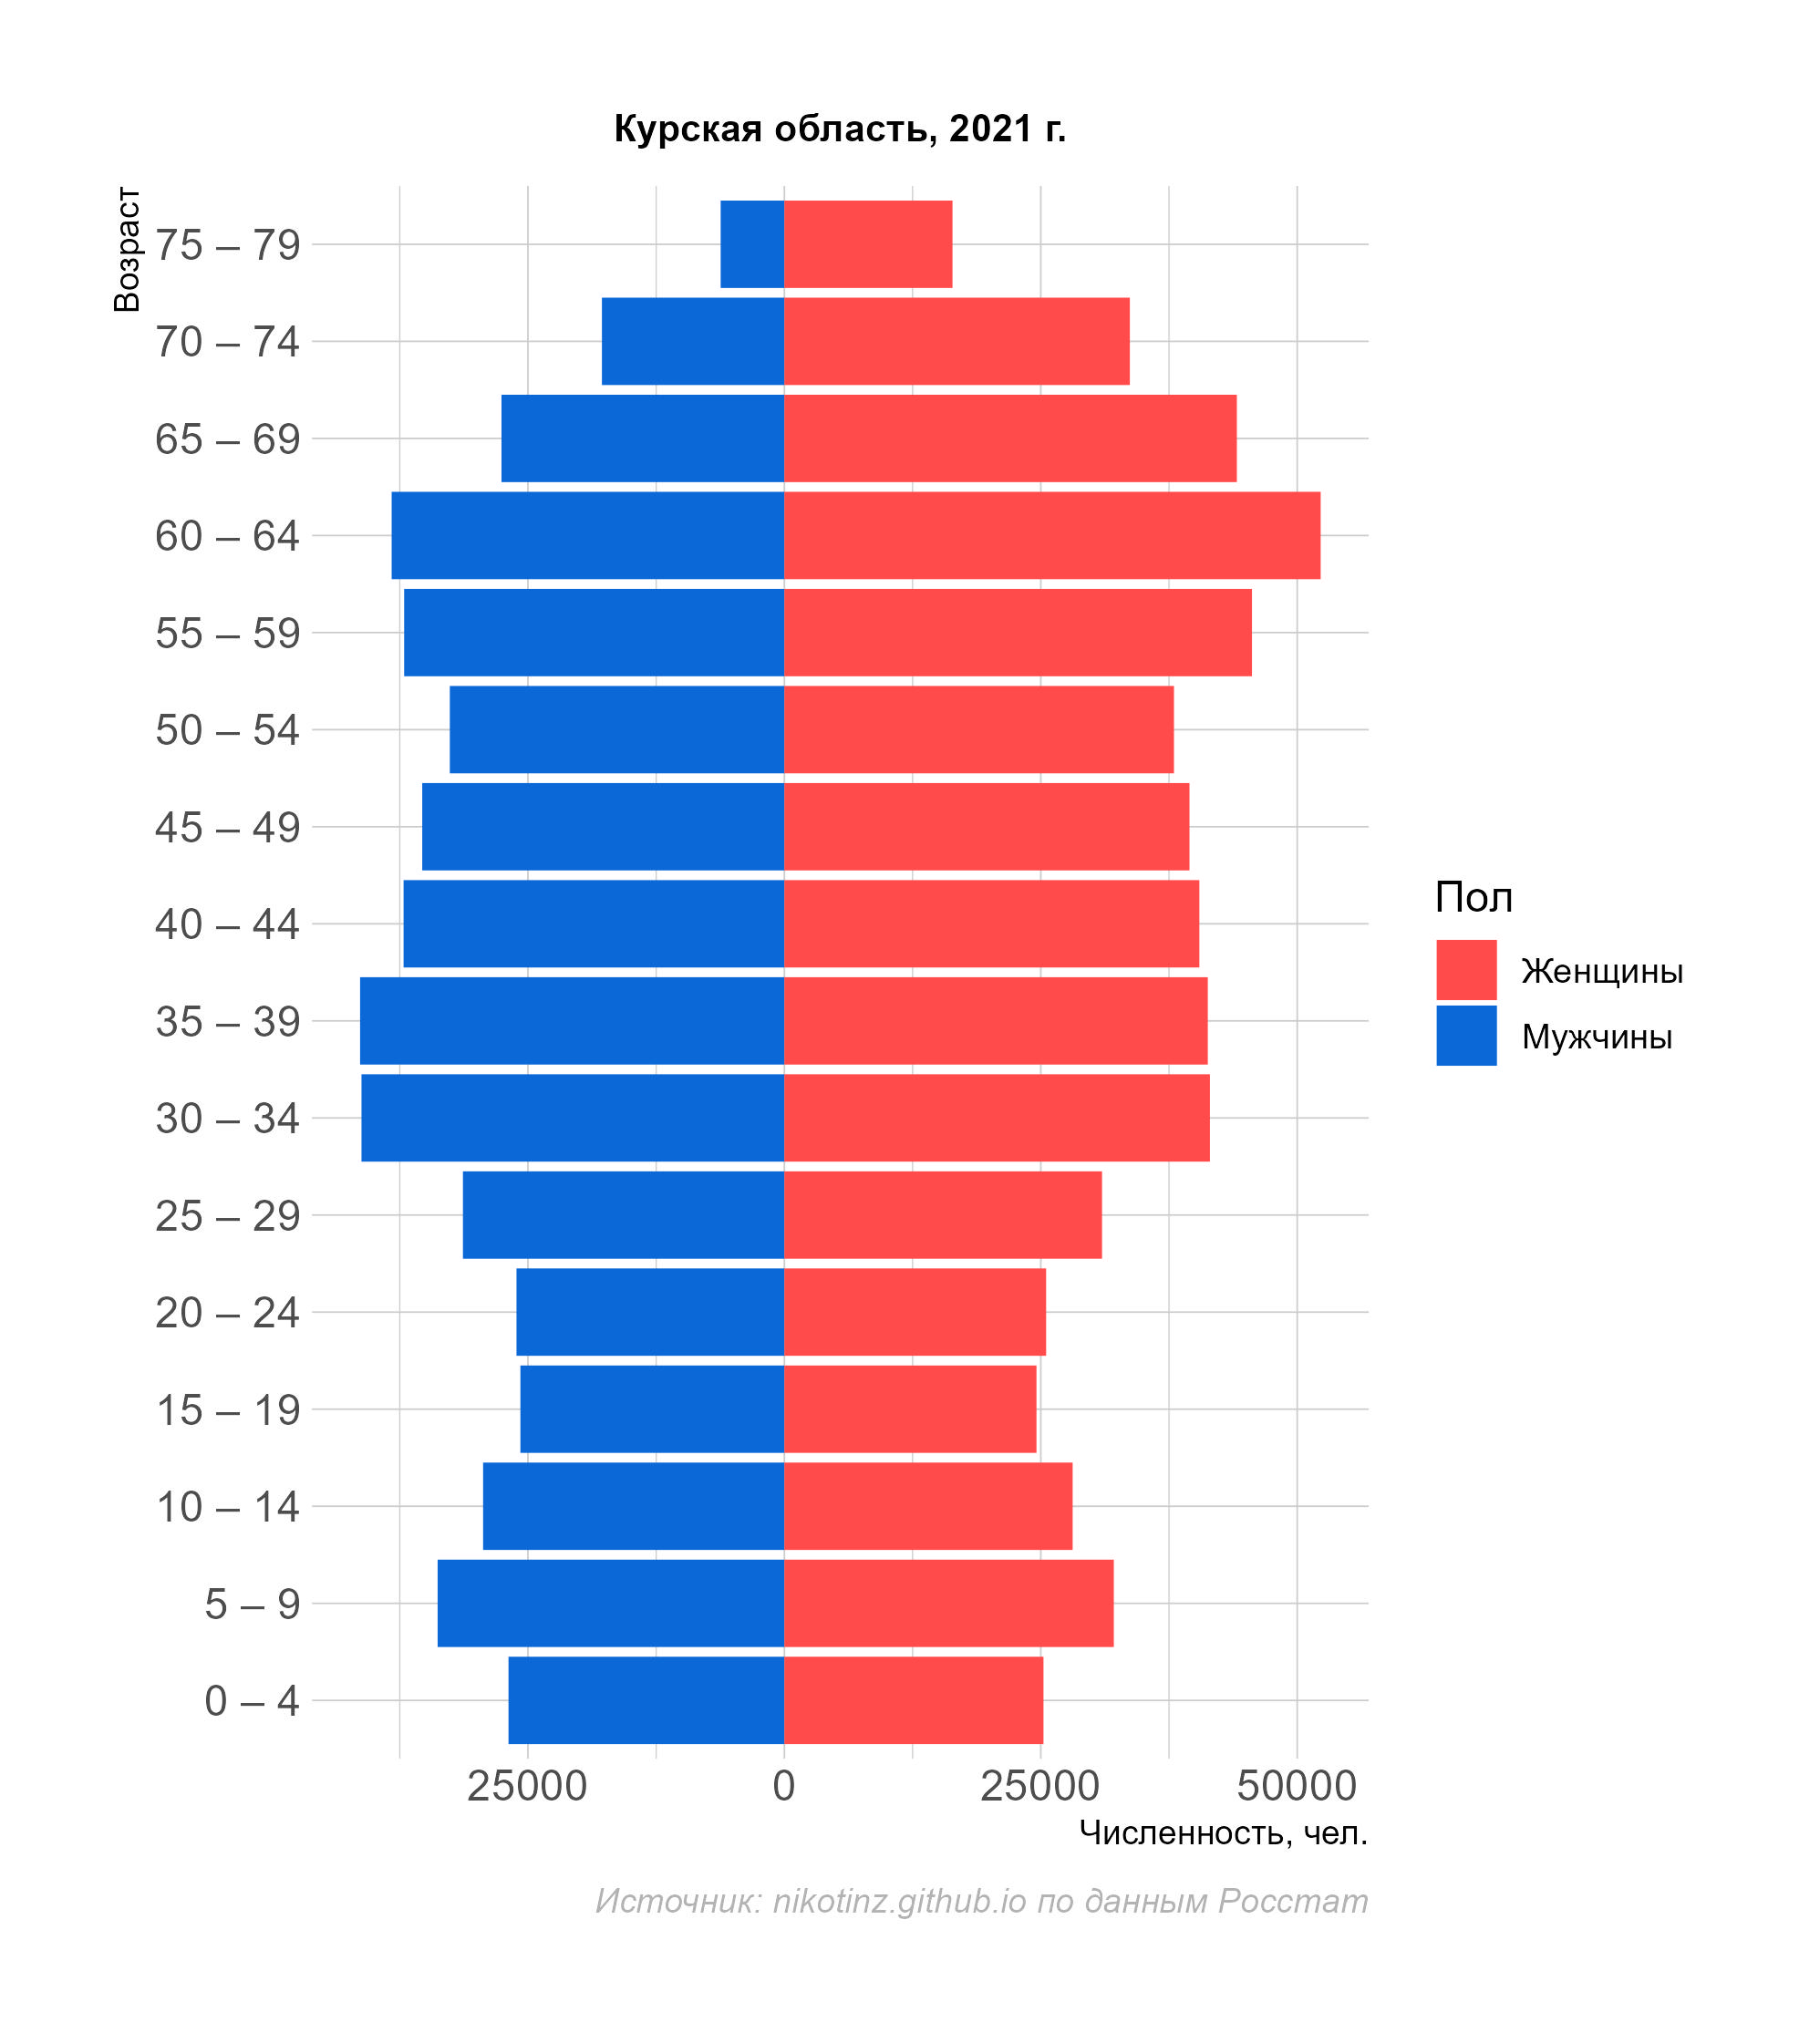 Курская область, 2021 г.
Возраст
75 – 79
70 – 74
65 – 69
60 – 64
55 – 59
50 – 54
45 – 49
40 – 44
35 – 39
30 – 34
25 – 29
20 – 24
15 – 19
10 – 14
5 – 9
0 – 4
25000 0 25000 50000
Численность, чел.
Пол
Женщины
Мужчины
Источник: nikotinz.github.io по данным Росстат